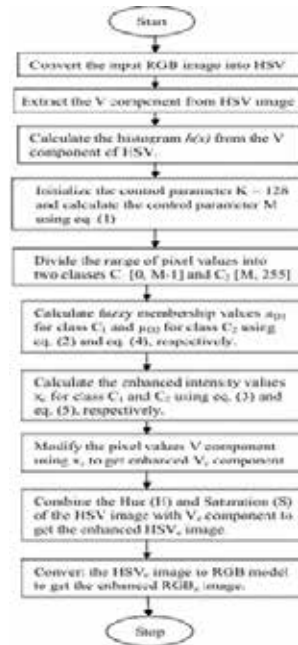 Start
Convert the input RGB image into HSV
Extract the V component from HSV image
Calculate the histogram h(x) from the V
component of HSV.
Initialize the control parameter K = 128
and calculate the control parameter M
using eq. (1)
Divide the range of pixel values into
two classes C [0, M-1] and C₂ [M, 255]
Calculate fuzzy membership values μ_D1
for class C₁ and μ_D2 for class C₂ using
eq. (2) and eq. (4), respectively.
Calculate the enhanced intensity values
xₑ for class C₁ and C₂ using eq. (3) and
eq. (5), respectively.
Modify the pixel values V component
using xₑ to get enhanced Vₑ component
Combine the Hue (H) and Saturation (S)
of the HSV image with Vₑ component to
get the enhanced HSVₑ image
Convert the HSVₑ image to RGB model
to get the enhanced RGBₑ image.
Stop